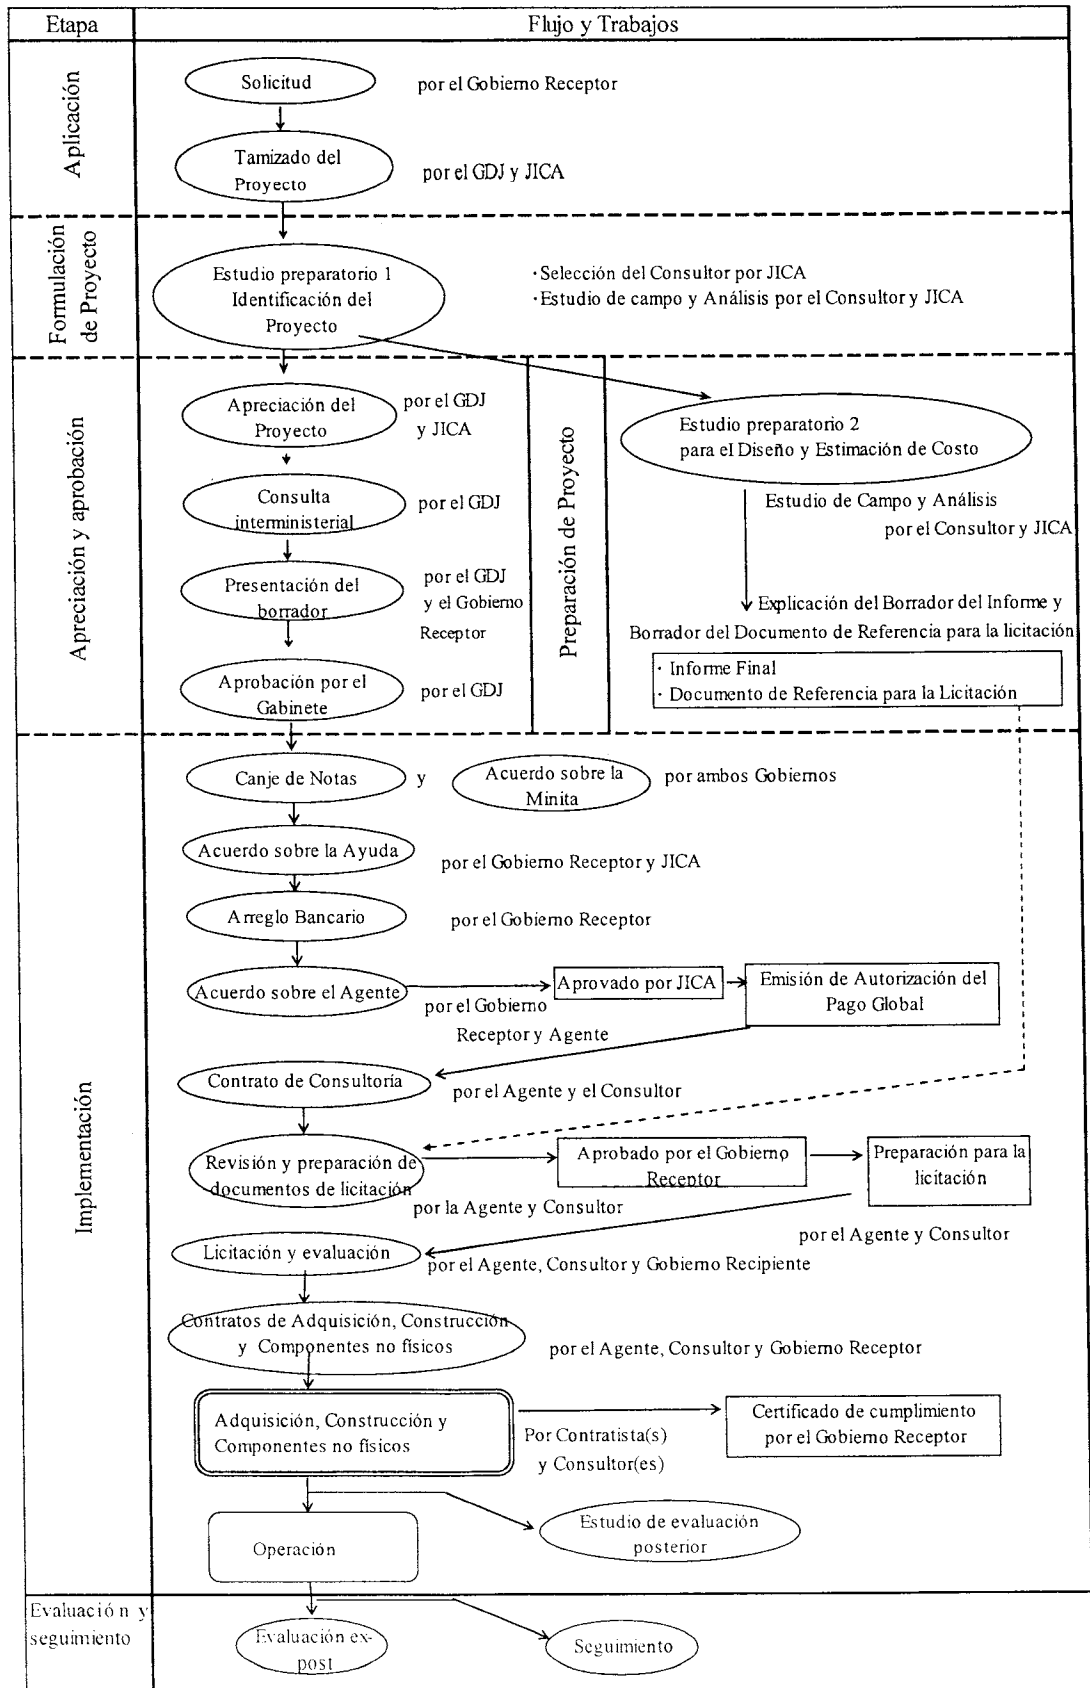 Etapa
Flujo y Trabajos
Aplicación
Solicitud
por el Gobierno Receptor
Tamizado del
Proyecto
por el GDJ y JICA
Formulación
de Proyecto
Estudio preparatorio 1
Identificación del
Proyecto
·Selección del Consultor por JICA
·Estudio de campo y Análisis por el Consultor y JICA
Apreciación y aprobación
Apreciación del
Proyecto
por el GDJ
y JICA
Consulta
interministerial
por el GDJ
Presentación del
borrador
por el GDJ
y el Gobierno
Receptor
Aprobación por el
Gabinete
por el GDJ
Preparación de Proyecto
Estudio preparatorio 2
para el Diseño y Estimación de Costo
Estudio de Campo y Análisis
por el Consultor y JICA
Explicación del Borrador del Informe y
Borrador del Documento de Referencia para la licitación
· Informe Final
· Documento de Referencia para la Licitación
Implementación
Canje de Notas
y
Acuerdo sobre la
Minita
por ambos Gobiernos
Acuerdo sobre la Ayuda
por el Gobierno Receptor y JICA
Arreglo Bancario
por el Gobierno Receptor
Acuerdo sobre el Agente
por el Gobierno
Receptor y Agente
Aprovado por JICA
Emisión de Autorización del
Pago Global
Contrato de Consultoría
por el Agente y el Consultor
Revisión y preparación de
documentos de licitación
por la Agente y Consultor
Aprobado por el Gobierno
Receptor
Preparación para la
licitación
por el Agente y Consultor
Licitación y evaluación
por el Agente, Consultor y Gobierno Recipiente
Contratos de Adquisición, Construcción
y Componentes no físicos
por el Agente, Consultor y Gobierno Receptor
Adquisición, Construcción y
Componentes no físicos
Por Contratista(s)
y Consultor(es)
Certificado de cumplimiento
por el Gobierno Receptor
Operación
Estudio de evaluación
posterior
Evaluación y
seguimiento
Evaluación ex-
post
Seguimiento